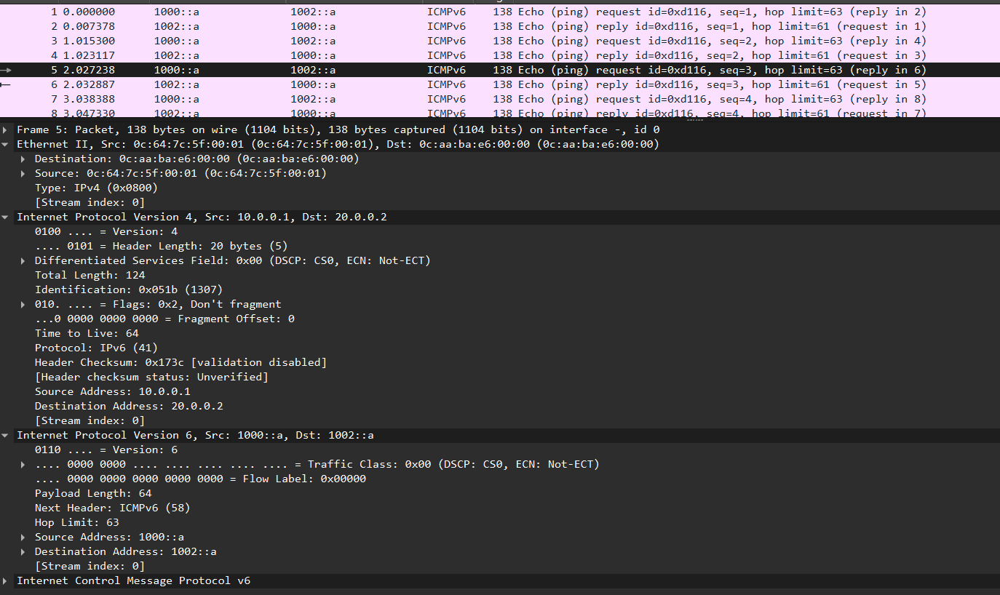 1 0.000000 1000::a 1002::a ICMPv6 138 Echo (ping) request id=0xd116, seq=1, hop limit=63 (reply in 2)
2 0.007378 1002::a 1000::a ICMPv6 138 Echo (ping) reply id=0xd116, seq=1, hop limit=61 (request in 1)
3 1.015300 1000::a 1002::a ICMPv6 138 Echo (ping) request id=0xd116, seq=2, hop limit=63 (reply in 4)
4 1.023117 1002::a 1000::a ICMPv6 138 Echo (ping) reply id=0xd116, seq=2, hop limit=61 (request in 3)
5 2.027238 1000::a 1002::a ICMPv6 138 Echo (ping) request id=0xd116, seq=3, hop limit=63 (reply in 6)
6 2.032887 1002::a 1000::a ICMPv6 138 Echo (ping) reply id=0xd116, seq=3, hop limit=61 (request in 5)
7 3.038388 1000::a 1002::a ICMPv6 138 Echo (ping) request id=0xd116, seq=4, hop limit=63 (reply in 8)
8 3.047330 1002::a 1000::a ICMPv6 138 Echo (ping) reply id=0xd116, seq=4, hop limit=61 (request in 7)
Frame 5: Packet, 138 bytes on wire (1104 bits), 138 bytes captured (1104 bits) on interface -, id 0
Ethernet II, Src: 0c:64:7c:5f:00:01 (0c:64:7c:5f:00:01), Dst: 0c:aa:ba:e6:00:00 (0c:aa:ba:e6:00:00)
Destination: 0c:aa:ba:e6:00:00 (0c:aa:ba:e6:00:00)
Source: 0c:64:7c:5f:00:01 (0c:64:7c:5f:00:01)
Type: IPv4 (0x0800)
[Stream index: 0]
Internet Protocol Version 4, Src: 10.0.0.1, Dst: 20.0.0.2
0100 .... = Version: 4
.... 0101 = Header Length: 20 bytes (5)
Differentiated Services Field: 0x00 (DSCP: CS0, ECN: Not-ECT)
Total Length: 124
Identification: 0x051b (1307)
010. .... = Flags: 0x2, Don't fragment
...0 0000 0000 0000 = Fragment Offset: 0
Time to Live: 64
Protocol: IPv6 (41)
Header Checksum: 0x173c [validation disabled]
[Header checksum status: Unverified]
Source Address: 10.0.0.1
Destination Address: 20.0.0.2
[Stream index: 0]
Internet Protocol Version 6, Src: 1000::a, Dst: 1002::a
0110 .... = Version: 6
.... 0000 0000 .... .... .... .... .... = Traffic Class: 0x00 (DSCP: CS0, ECN: Not-ECT)
.... 0000 0000 0000 0000 0000 = Flow Label: 0x00000
Payload Length: 64
Next Header: ICMPv6 (58)
Hop Limit: 63
Source Address: 1000::a
Destination Address: 1002::a
[Stream index: 0]
Internet Control Message Protocol v6